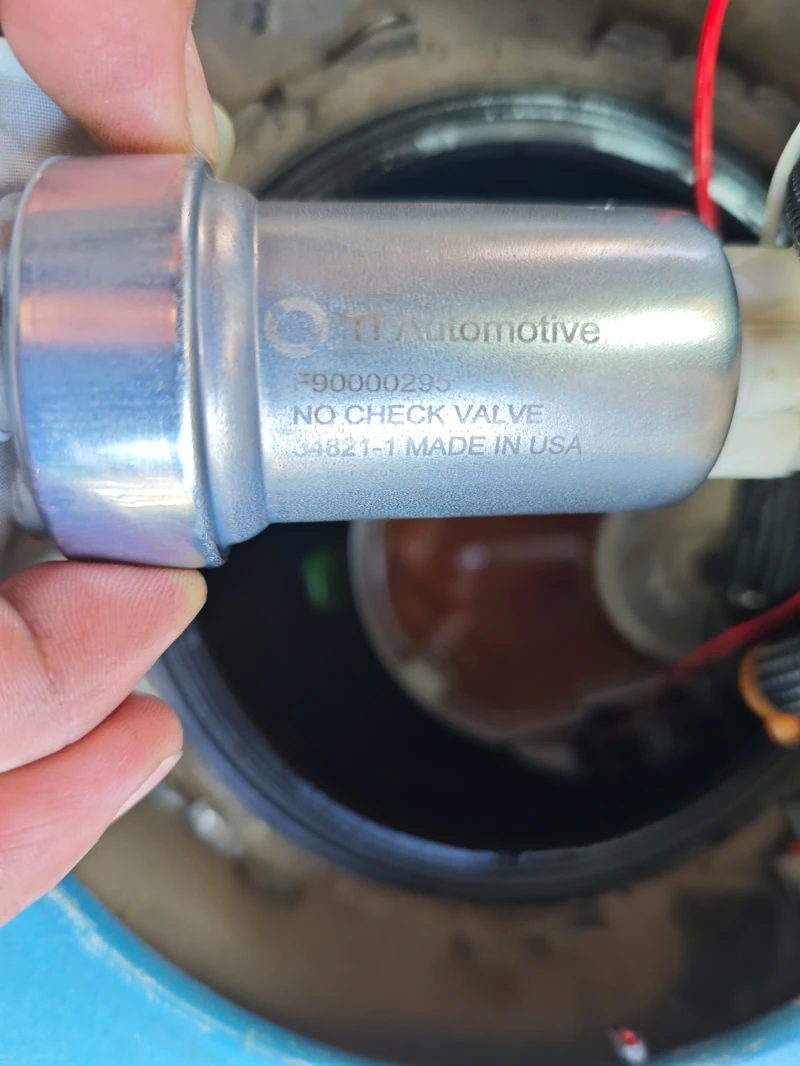 TI Automotive
F90000295
NO CHECK VALVE
34821-1 MADE IN USA